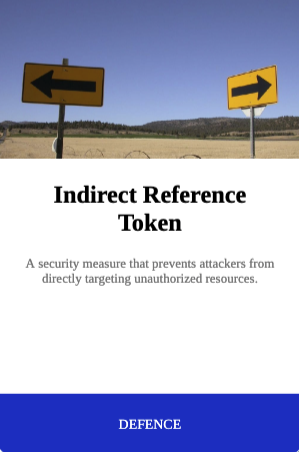 Indirect Reference
Token
A security measure that prevents attackers from
directly targeting unauthorized resources.
DEFENCE